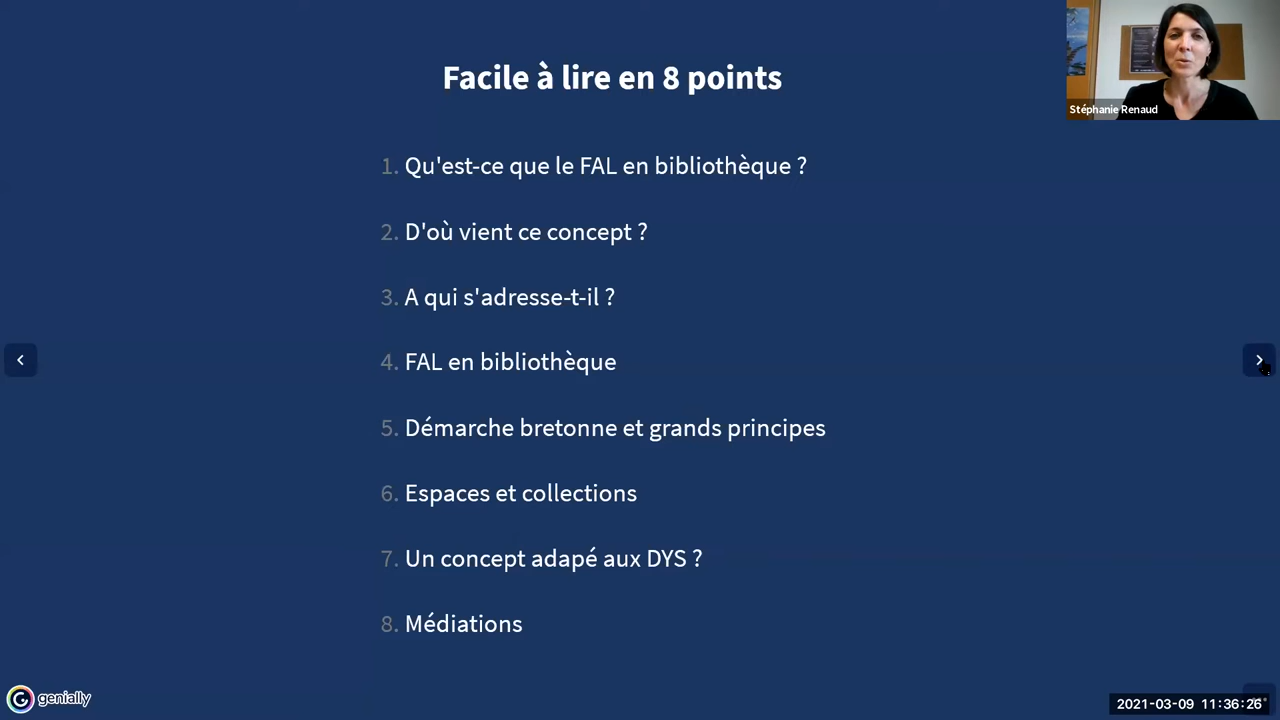 Facile à lire en 8 points
Stéphanie Renaud
1. Qu'est-ce que le FAL en bibliothèque ?
2. D'où vient ce concept ?
3. A qui s'adresse-t-il ?
4. FAL en bibliothèque
5. Démarche bretonne et grands principes
6. Espaces et collections
7. Un concept adapé aux DYS ?
8. Médiations
genially
2021-03-09 11:36:26